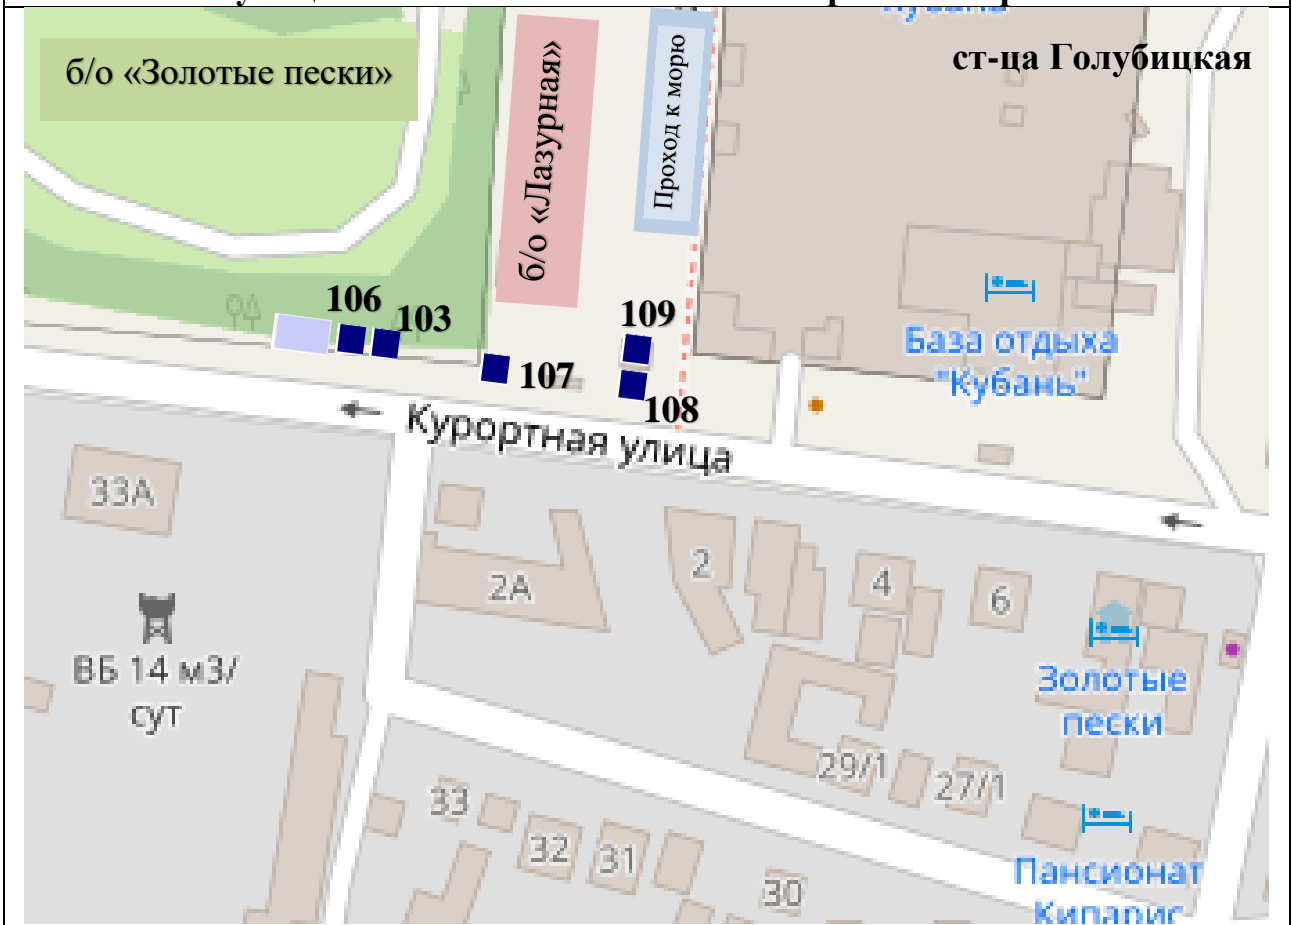 Кубань
ст-ца Голубицкая
б/о «Золотые пески»
б/о «Лазурная»
Проход к морю
106
103
109
107
108
База отдыха
"Кубань"
Курортная улица
33А
2А
2
4
6
ВБ 14 м3/
сут
Золотые
пески
29/1
27/1
33
32
31
30
Пансионат
Кипарис